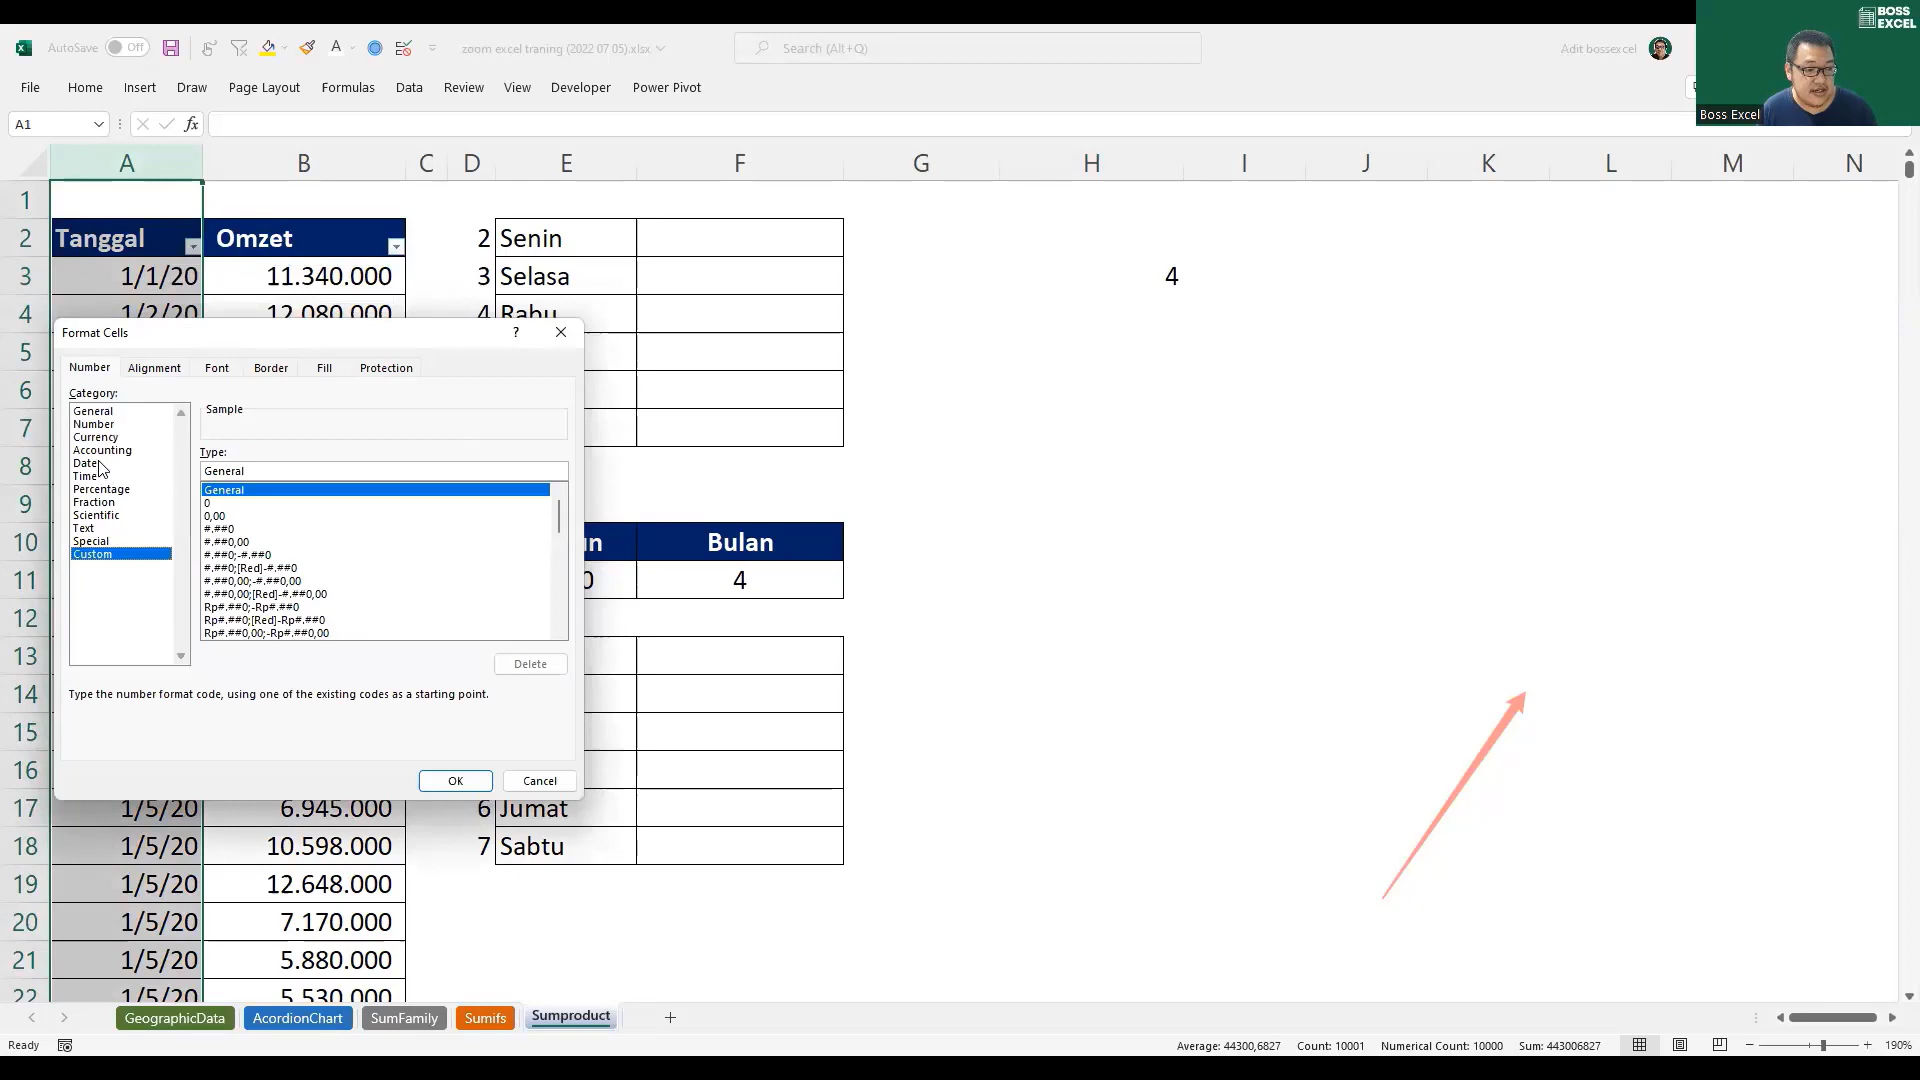 BOSS
EXCEL
Boss Excel
AutoSave Off
zoom excel traning (2022 07 05).xlsx
Search (Alt+Q)
Adit bossexcel
File Home Insert Draw Page Layout Formulas Data Review View Developer Power Pivot
A1
fx
A B C D E F G H I J K L M N
1
2 Tanggal Omzet 2 Senin
3 1/1/20 11.340.000 3 Selasa 4
4 1/2/20 12.080.000 4 Rabu
5
6
7
8
9
10 un Bulan
11 0 4
12
13
14
15
16
17 1/5/20 6.945.000 6 Jumat
18 1/5/20 10.598.000 7 Sabtu
19 1/5/20 12.648.000
20 1/5/20 7.170.000
21 1/5/20 5.880.000
22 1/5/20 5.530.000
Format Cells ?
Number Alignment Font Border Fill Protection
Category:
General
Number
Currency
Accounting
Date
Time
Percentage
Fraction
Scientific
Text
Special
Custom
Sample
Type:
General
General
0
0,00
#.##0
#.##0,00
#.##0;-#.##0
#.##0;[Red]-#.##0
#.##0,00;-#.##0,00
#.##0,00;[Red]-#.##0,00
Rp#.##0;-Rp#.##0
Rp#.##0;[Red]-Rp#.##0
Rp#.##0,00;-Rp#.##0,00
Delete
Type the number format code, using one of the existing codes as a starting point.
OK Cancel
GeographicData AcordionChart SumFamily Sumifs Sumproduct
Ready
Average: 44300,6827 Count: 10001 Numerical Count: 10000 Sum: 443006827
190%